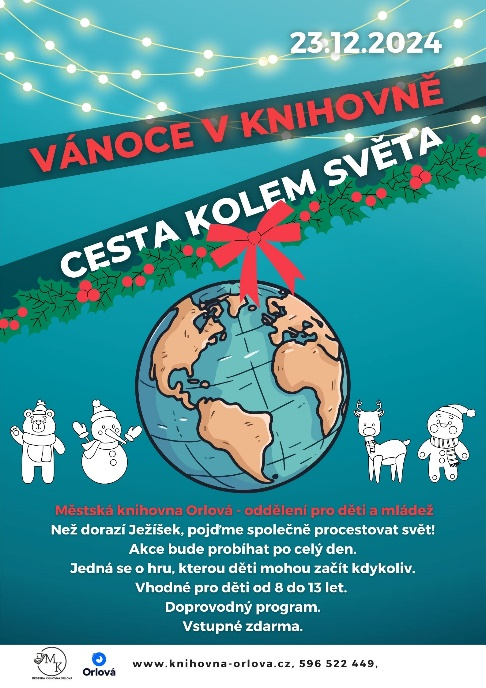 23.12.2024
VÁNOCE V KNIHOVNĚ
CESTA KOLEM SVĚTA
Městská knihovna Orlová - oddělení pro děti a mládež
Než dorazí Ježíšek, pojďme společně procestovat svět!
Akce bude probíhat po celý den.
Jedná se o hru, kterou děti mohou začít kdykoliv.
Vhodné pro děti od 8 do 13 let.
Doprovodný program.
Vstupné zdarma.
MK
MĚSTSKÁ KNIHOVNA ORLOVÁ
Orlová
www.knihovna-orlova.cz, 596 522 449,